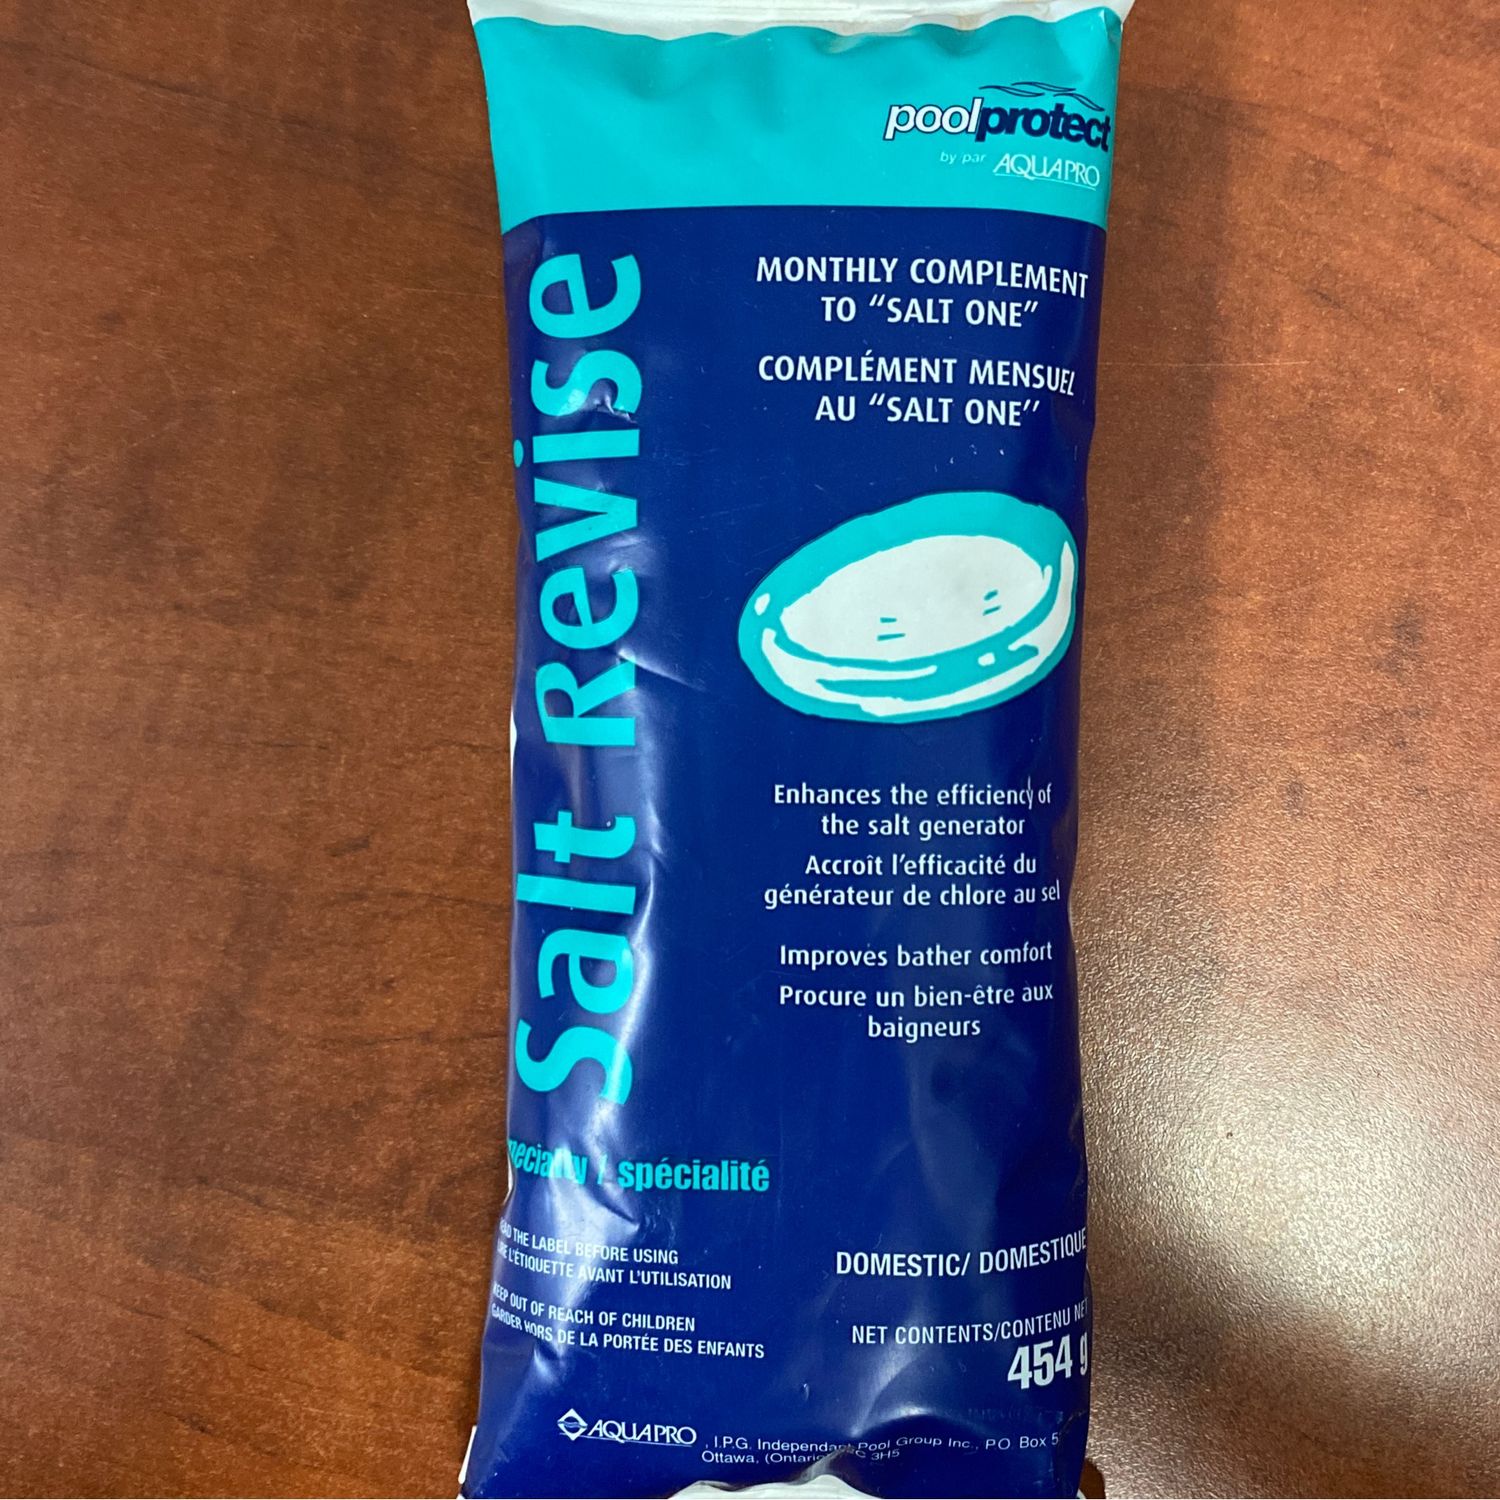 poolprotect
by par AQUAPRO
Salt Revise
MONTHLY COMPLEMENT
TO “SALT ONE”
COMPLÉMENT MENSUEL
AU “SALT ONE”
Enhances the efficiency of
the salt generator
Accroît l’efficacité du
générateur de chlore au sel
Improves bather comfort
Procure un bien-être aux
baigneurs
/ spécialité
THE LABEL BEFORE USING
L'ÉTIQUETTE AVANT L'UTILISATION
KEEP OUT OF REACH OF CHILDREN
GARDER HORS DE LA PORTÉE DES ENFANTS
DOMESTIC/ DOMESTIQUE
NET CONTENTS/CONTENU NET
454 g
AQUAPRO , I.P.G. Independant Pool Group Inc., P.O. Box
Ottawa, 3H5